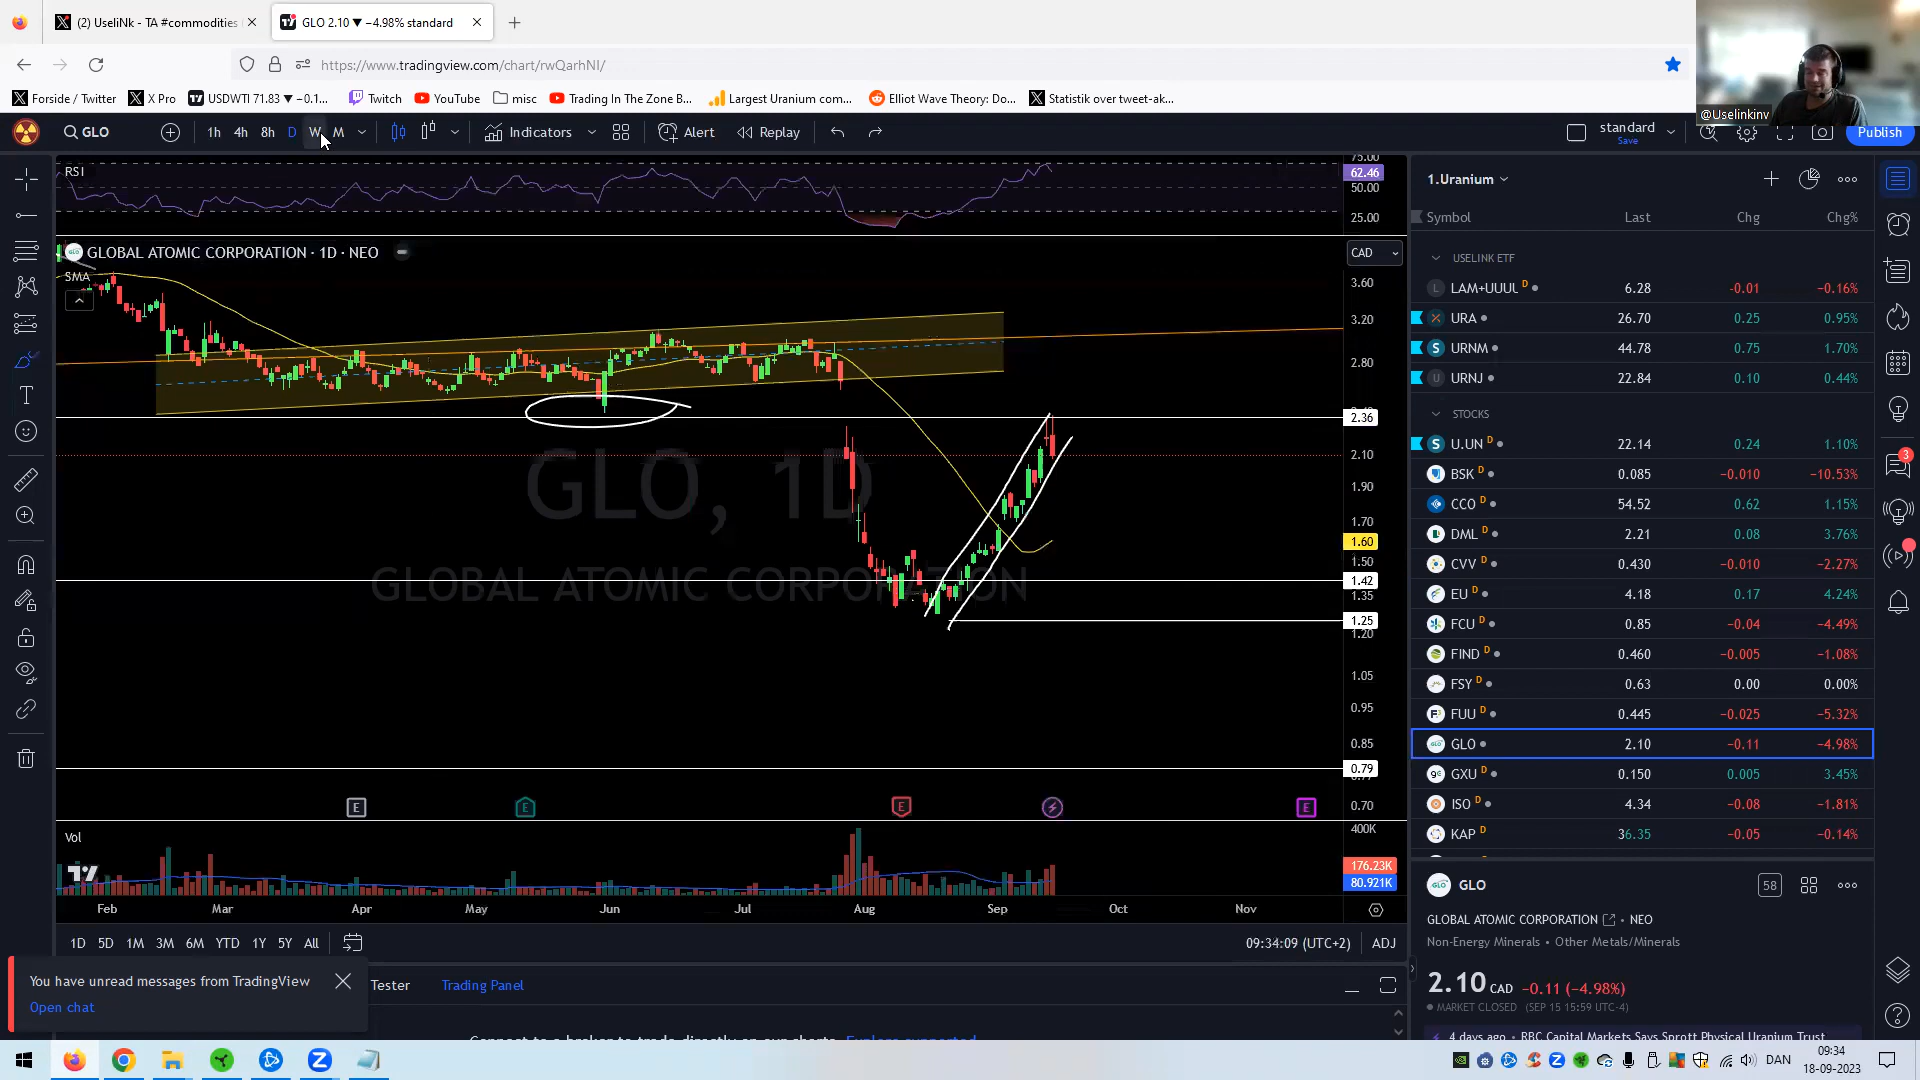 (2) UseliNk - TA #commodities
GLO 2.10 ▼ −4.98% standard
https://www.tradingview.com/chart/rwQarhNI/
Forside / Twitter
X Pro
USDWTI 71.83 ▼ −0.1...
Twitch
YouTube
misc
Trading In The Zone B...
Largest Uranium com...
Elliot Wave Theory: Do...
Statistik over tweet-ak...
@Uselinkinv
GLO
1h 4h 8h D W M
Indicators
Alert
Replay
standard
Save
Publish
RSI
75.00
62.46
50.00
25.00
GLOBAL ATOMIC CORPORATION · 1D · NEO
SMA
CAD
3.60
3.20
2.80
2.36
2.10
1.90
1.70
1.60
1.50
1.42
1.35
1.25
1.20
1.05
0.95
0.85
0.79
0.70
GLO, 1D
GLOBAL ATOMIC CORPORATION
E E E E
Vol
400K
176.23K
80.921K
Feb Mar Apr May Jun Jul Aug Sep Oct Nov
1D 5D 1M 3M 6M YTD 1Y 5Y All
09:34:09 (UTC+2) ADJ
You have unread messages from TradingView
Open chat
Tester
Trading Panel
1.Uranium
Symbol Last Chg Chg%
USELINK ETF
LAM+UUUU D 6.28 −0.01 −0.16%
URA 26.70 0.25 0.95%
URNM 44.78 0.75 1.70%
URNJ 22.84 0.10 0.44%
STOCKS
U.UN D 22.14 0.24 1.10%
BSK D 0.085 −0.010 −10.53%
CCO D 54.52 0.62 1.15%
DML D 2.21 0.08 3.76%
CVV D 0.430 −0.010 −2.27%
EU D 4.18 0.17 4.24%
FCU D 0.85 −0.04 −4.49%
FIND D 0.460 −0.005 −1.08%
FSY D 0.63 0.00 0.00%
FUU D 0.445 −0.025 −5.32%
GLO 2.10 −0.11 −4.98%
GXU D 0.150 0.005 3.45%
ISO D 4.34 −0.08 −1.81%
KAP D 36.35 −0.05 −0.14%
3
GLO
58
GLOBAL ATOMIC CORPORATION • NEO
Non-Energy Minerals • Other Metals/Minerals
2.10 CAD −0.11 (−4.98%)
MARKET CLOSED (SEP 15 15:59 UTC-4)
4 days ago • RBC Capital Markets Says Sprott Physical Uranium Trust
DAN
09:34
18-09-2023